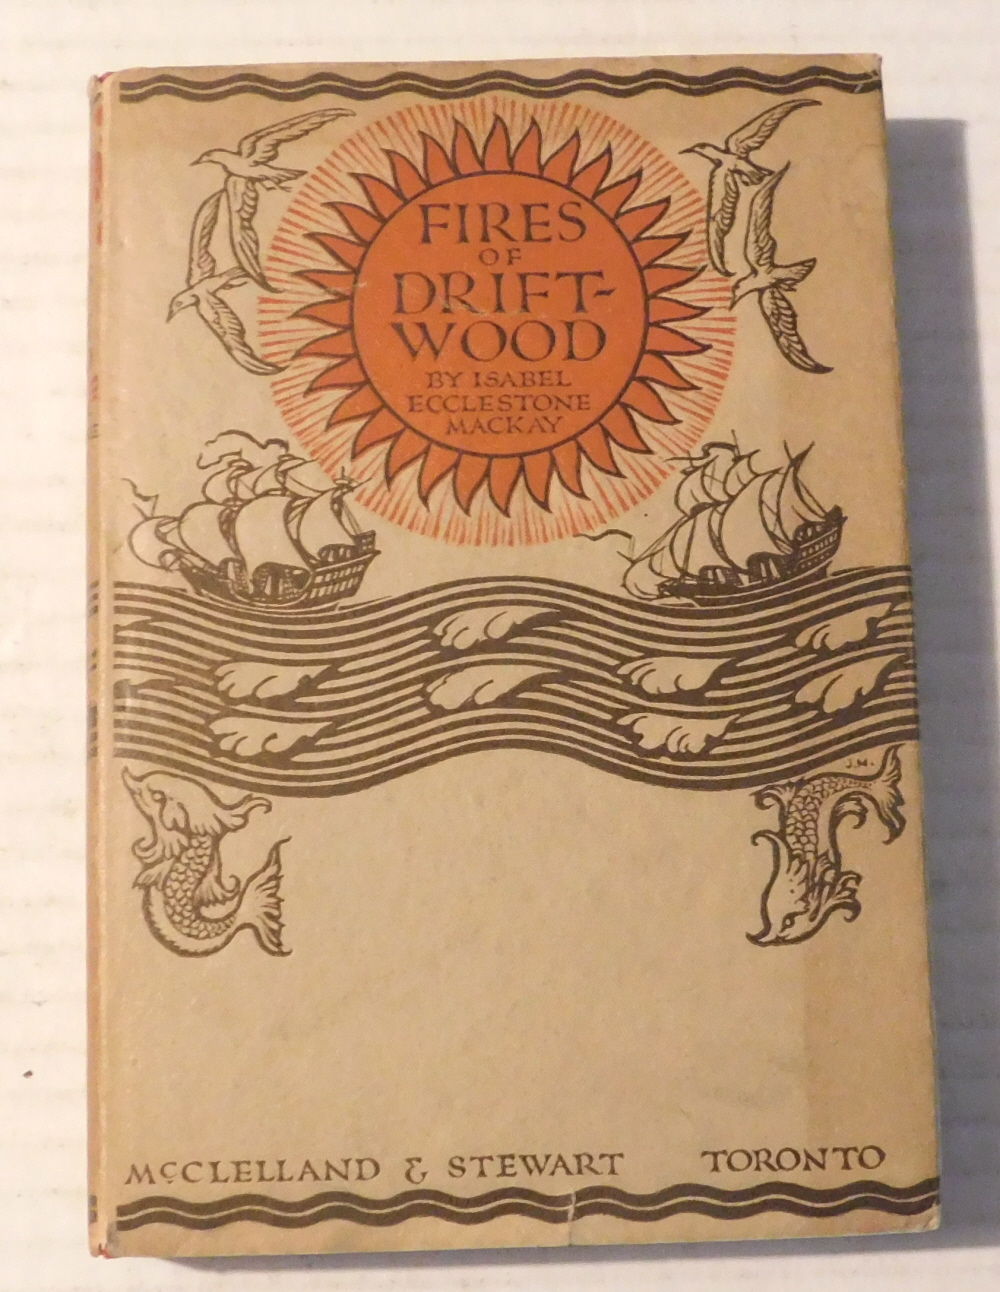 FIRES
OF
DRIFT-
WOOD
BY ISABEL
ECCLESTONE
MACKAY
J.M.
McCLELLAND & STEWART TORONTO